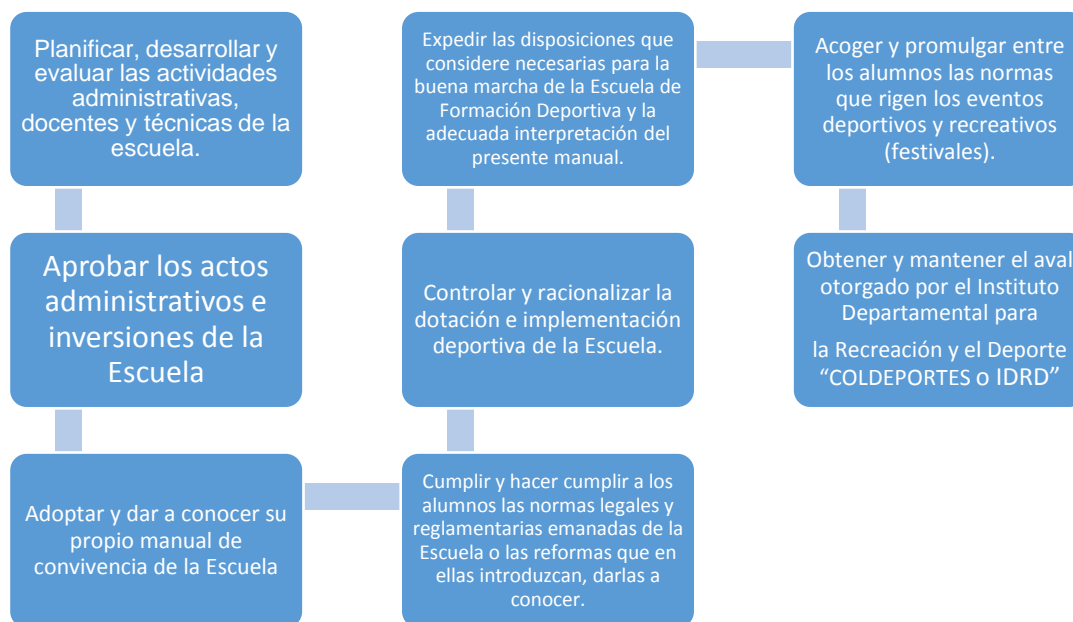 Planificar, desarrollar y
evaluar las actividades
administrativas,
docentes y técnicas de la
escuela.
Aprobar los actos
administrativos e
inversiones de la
Escuela
Adoptar y dar a conocer su
propio manual de
convivencia de la Escuela
Cumplir y hacer cumplir a los
alumnos las normas legales y
reglamentarias emanadas de la
Escuela o las reformas que en
ellas introduzcan, darlas a
conocer.
Controlar y racionalizar la
dotación e implementación
deportiva de la Escuela.
Expedir las disposiciones que
considere necesarias para la
buena marcha de la Escuela de
Formación Deportiva y la
adecuada interpretación del
presente manual.
Acoger y promulgar entre
los alumnos las normas
que rigen los eventos
deportivos y recreativos
(festivales).
Obtener y mantener el aval
otorgado por el Instituto
Departamental para
la Recreación y el Deporte
“COLDEPORTES o IDRD”